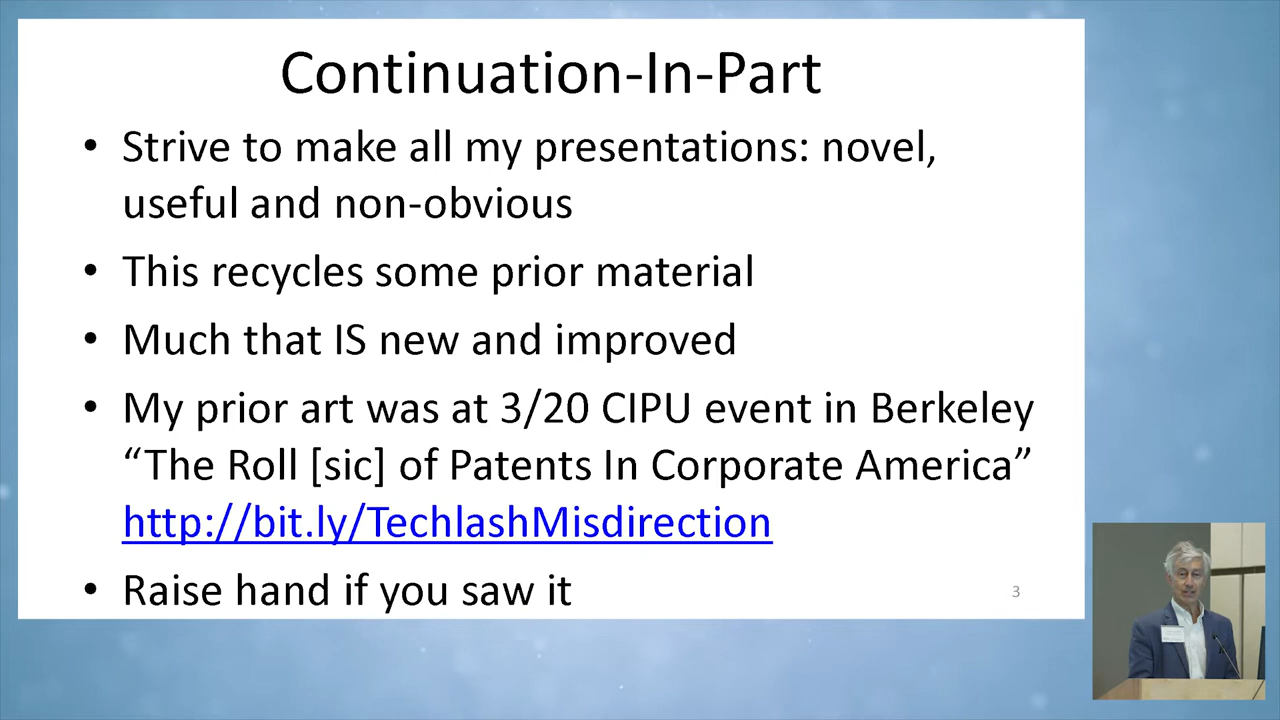 Continuation-In-Part
• Strive to make all my presentations: novel,
useful and non-obvious
• This recycles some prior material
• Much that IS new and improved
• My prior art was at 3/20 CIPU event in Berkeley
“The Roll [sic] of Patents In Corporate America”
http://bit.ly/TechlashMisdirection
• Raise hand if you saw it
3